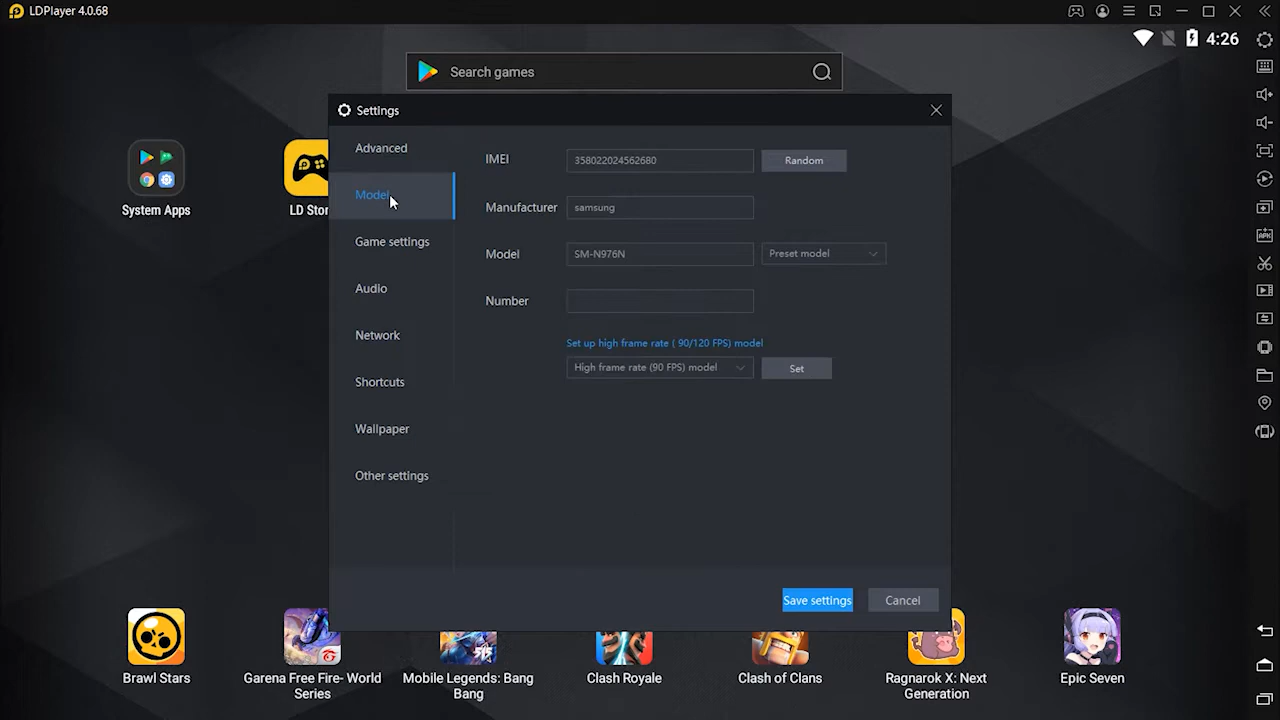 LDPlayer 4.0.68
4:26
Search games
Settings
Advanced
IMEI
358022024562680
Random
Model
Manufacturer
samsung
Model
SM-N976N
Preset model
Game settings
Audio
Number
Network
Set up high frame rate ( 90/120 FPS) model
High frame rate (90 FPS) model
Set
Shortcuts
Wallpaper
Other settings
Save settings
Cancel
System Apps
LD Stor
APK
Brawl Stars
Garena Free Fire- World
Series
Mobile Legends: Bang
Bang
Clash Royale
Clash of Clans
Ragnarok X: Next
Generation
Epic Seven